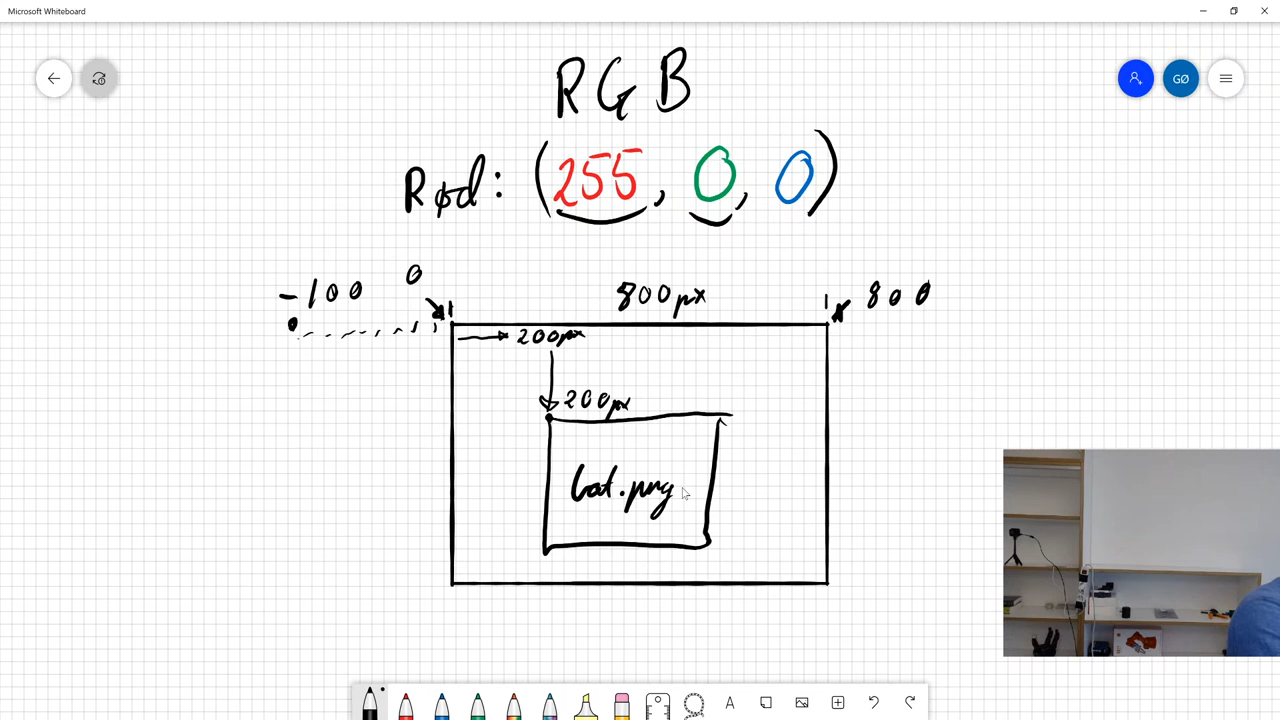 Microsoft Whiteboard
GØ
RGB
Rød: (255, 0, 0)
-100 0 800px 800
200px
200px
Cat.png
A